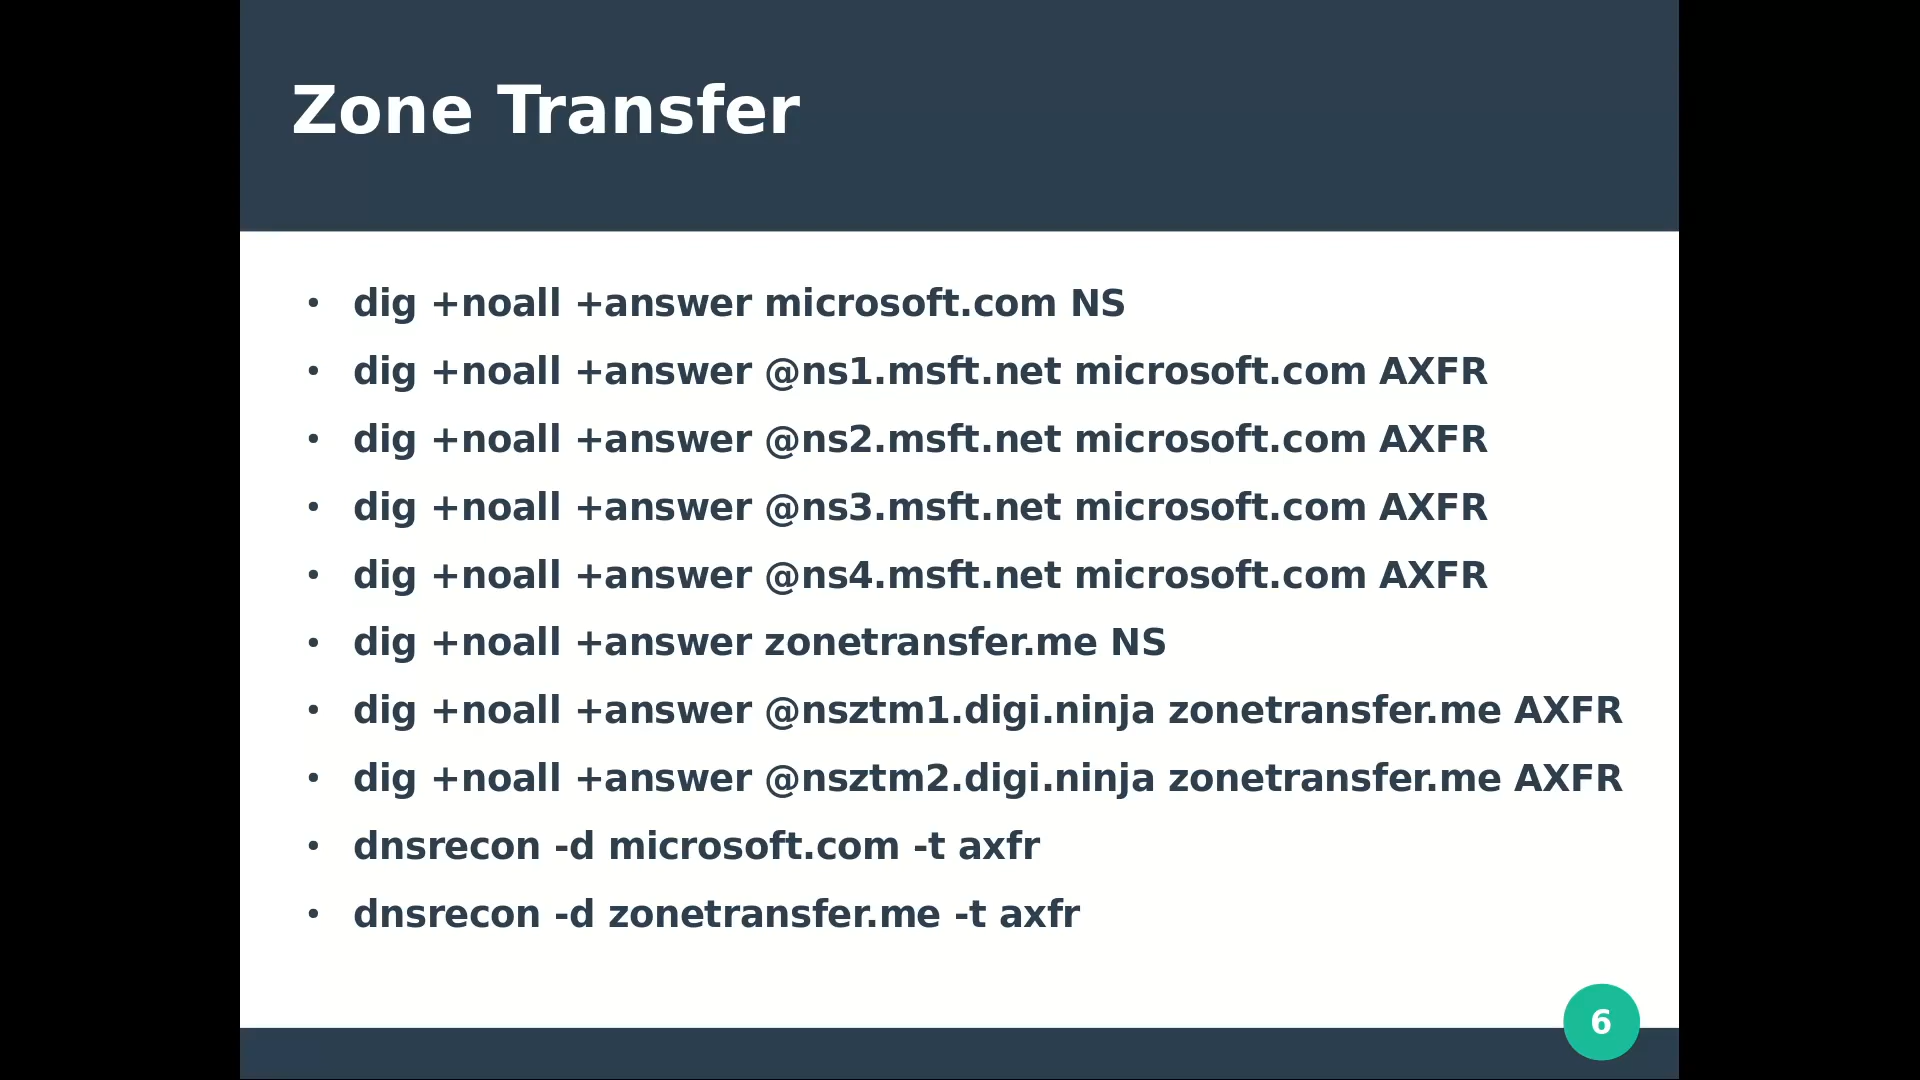 Zone Transfer
• dig +noall +answer microsoft.com NS
• dig +noall +answer @ns1.msft.net microsoft.com AXFR
• dig +noall +answer @ns2.msft.net microsoft.com AXFR
• dig +noall +answer @ns3.msft.net microsoft.com AXFR
• dig +noall +answer @ns4.msft.net microsoft.com AXFR
• dig +noall +answer zonetransfer.me NS
• dig +noall +answer @nsztm1.digi.ninja zonetransfer.me AXFR
• dig +noall +answer @nsztm2.digi.ninja zonetransfer.me AXFR
• dnsrecon -d microsoft.com -t axfr
• dnsrecon -d zonetransfer.me -t axfr
6